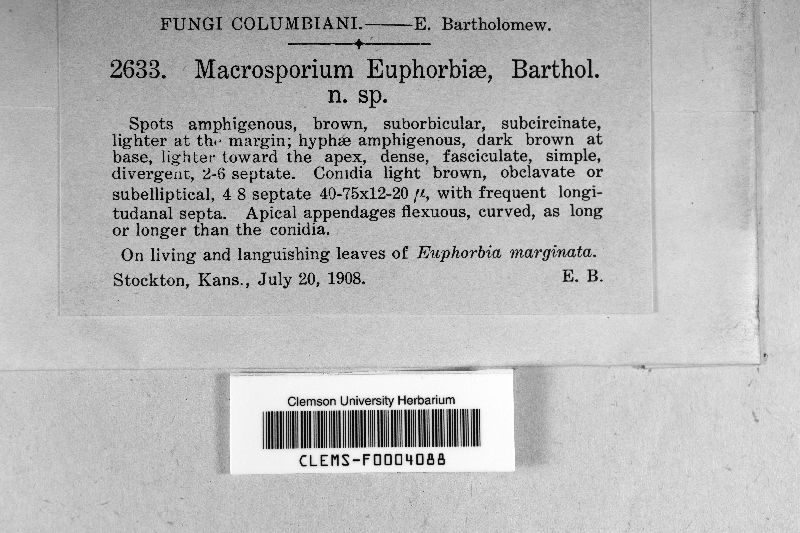 FUNGI COLUMBIANI.——E. Bartholomew.
2633. Macrosporium Euphorbiæ, Barthol.
n. sp.
Spots amphigenous, brown, suborbicular, subcircinate,
lighter at the margin; hyphæ amphigenous, dark brown at
base, lighter toward the apex, dense, fasciculate, simple,
divergent, 2-6 septate. Conidia light brown, obclavate or
subelliptical, 4 8 septate 40-75x12-20 µ, with frequent longi-
tudanal septa. Apical appendages flexuous, curved, as long
or longer than the conidia.
On living and languishing leaves of Euphorbia marginata.
Stockton, Kans., July 20, 1908. E. B.
Clemson University Herbarium
CLEMS-F0004088